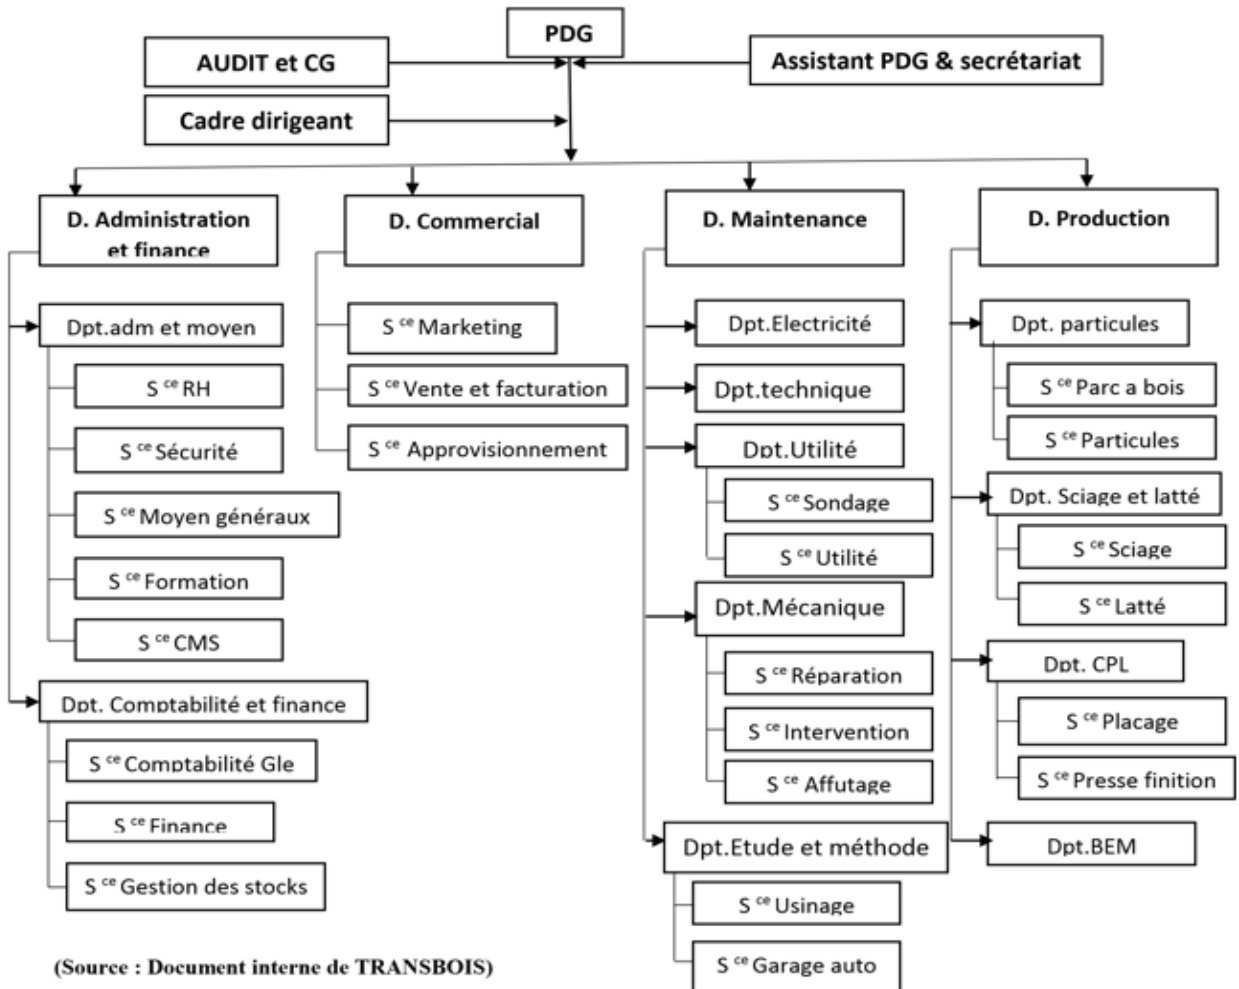 PDG
AUDIT et CG
Assistant PDG & secrétariat
Cadre dirigeant
D. Administration
et finance
D. Commercial
D. Maintenance
D. Production
Dpt.adm et moyen
S ce RH
S ce Sécurité
S ce Moyen généraux
S ce Formation
S ce CMS
Dpt. Comptabilité et finance
S ce Comptabilité Gle
S ce Finance
S ce Gestion des stocks
S ce Marketing
S ce Vente et facturation
S ce Approvisionnement
Dpt.Electricité
Dpt.technique
Dpt.Utilité
S ce Sondage
S ce Utilité
Dpt.Mécanique
S ce Réparation
S ce Intervention
S ce Affutage
Dpt.Etude et méthode
S ce Usinage
S ce Garage auto
Dpt. particules
S ce Parc a bois
S ce Particules
Dpt. Sciage et latté
S ce Sciage
S ce Latté
Dpt. CPL
S ce Placage
S ce Presse finition
Dpt.BEM
(Source : Document interne de TRANSBOIS)